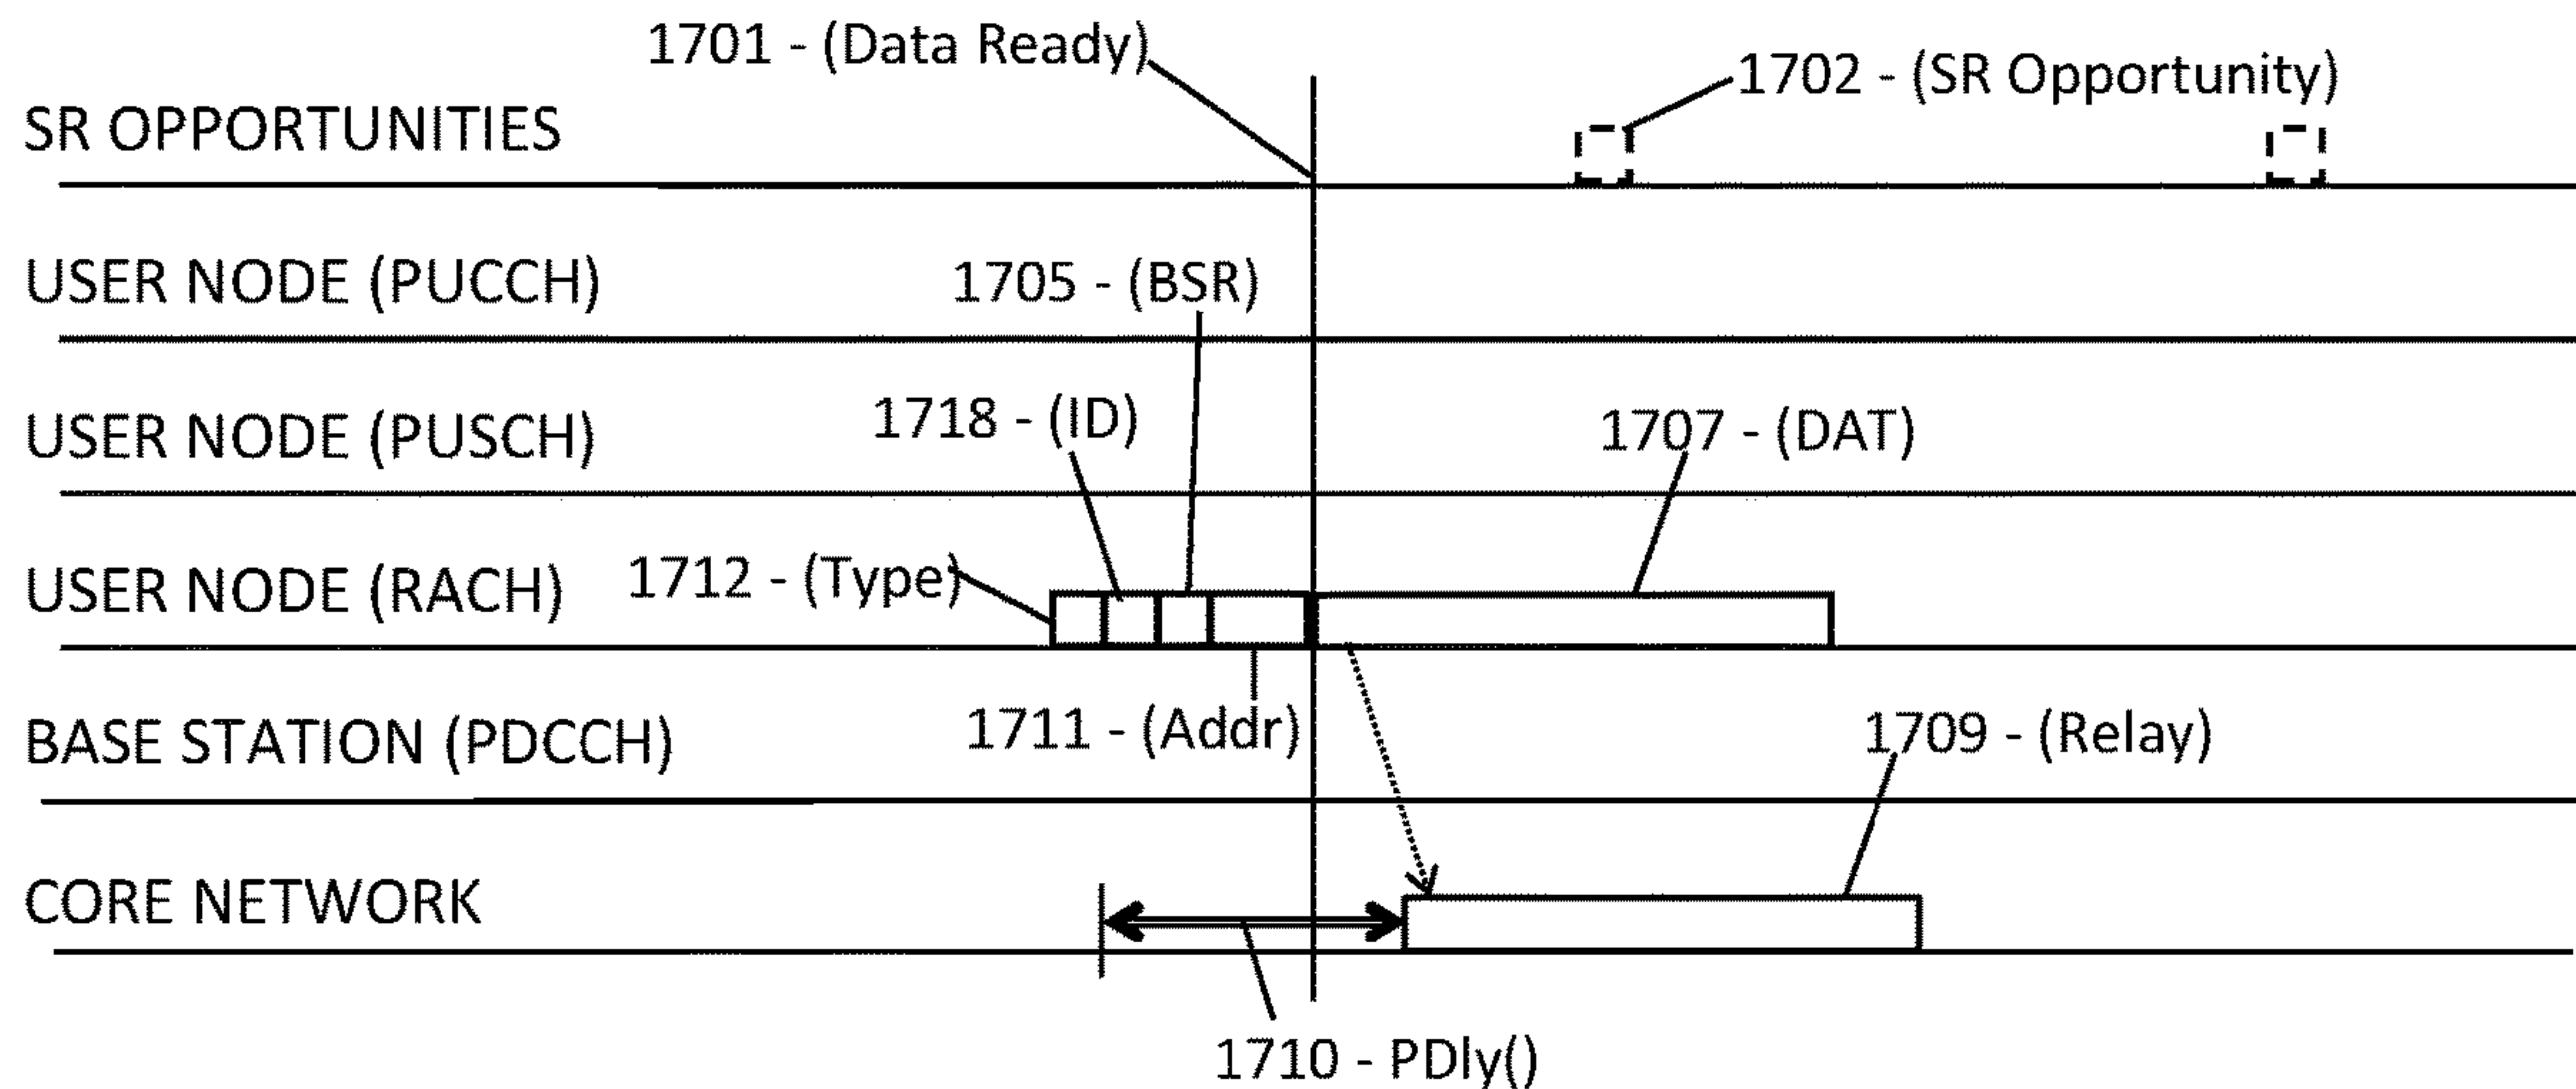 1701 - (Data Ready)
1702 - (SR Opportunity)
SR OPPORTUNITIES
USER NODE (PUCCH)
1705 - (BSR)
1718 - (ID)
1707 - (DAT)
USER NODE (PUSCH)
1712 - (Type)
USER NODE (RACH)
1711 - (Addr)
1709 - (Relay)
BASE STATION (PDCCH)
CORE NETWORK
1710 - PDly()